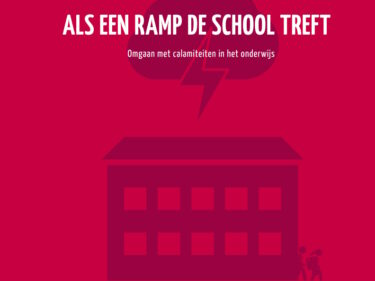 ALS EEN RAMP DE SCHOOL TREFT
Omgaan met calamiteiten in het onderwijs